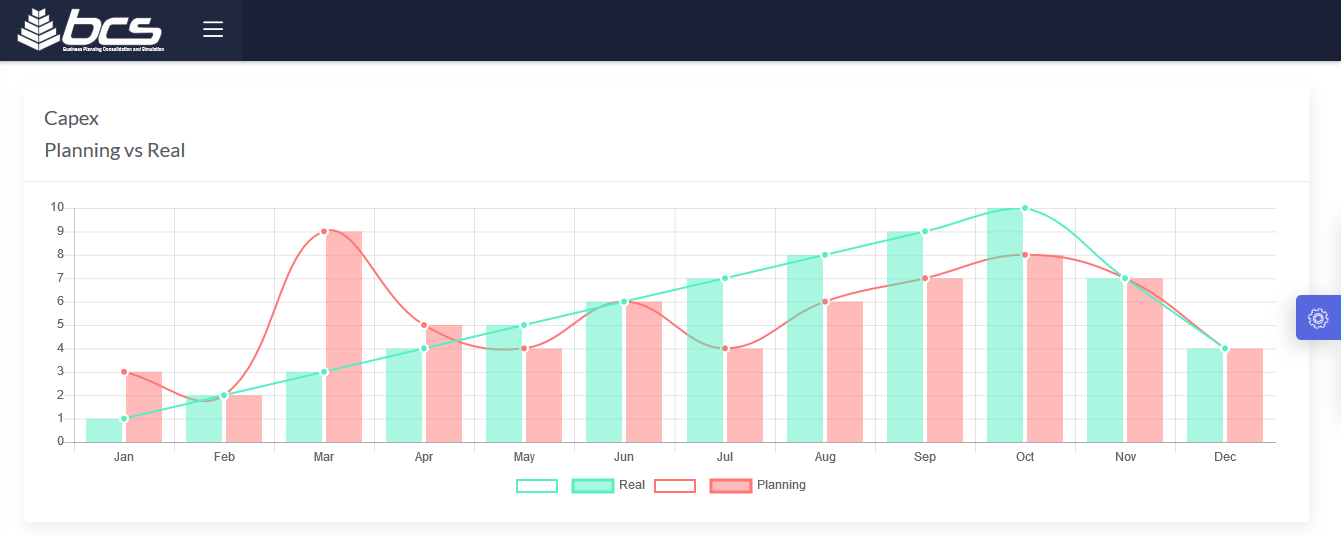 bcs
Business Planning Consolidation and Simulation
Capex
Planning vs Real
10
9
8
7
6
5
4
3
2
1
0
Jan Feb Mar Apr May Jun Jul Aug Sep Oct Nov Dec
Real Planning